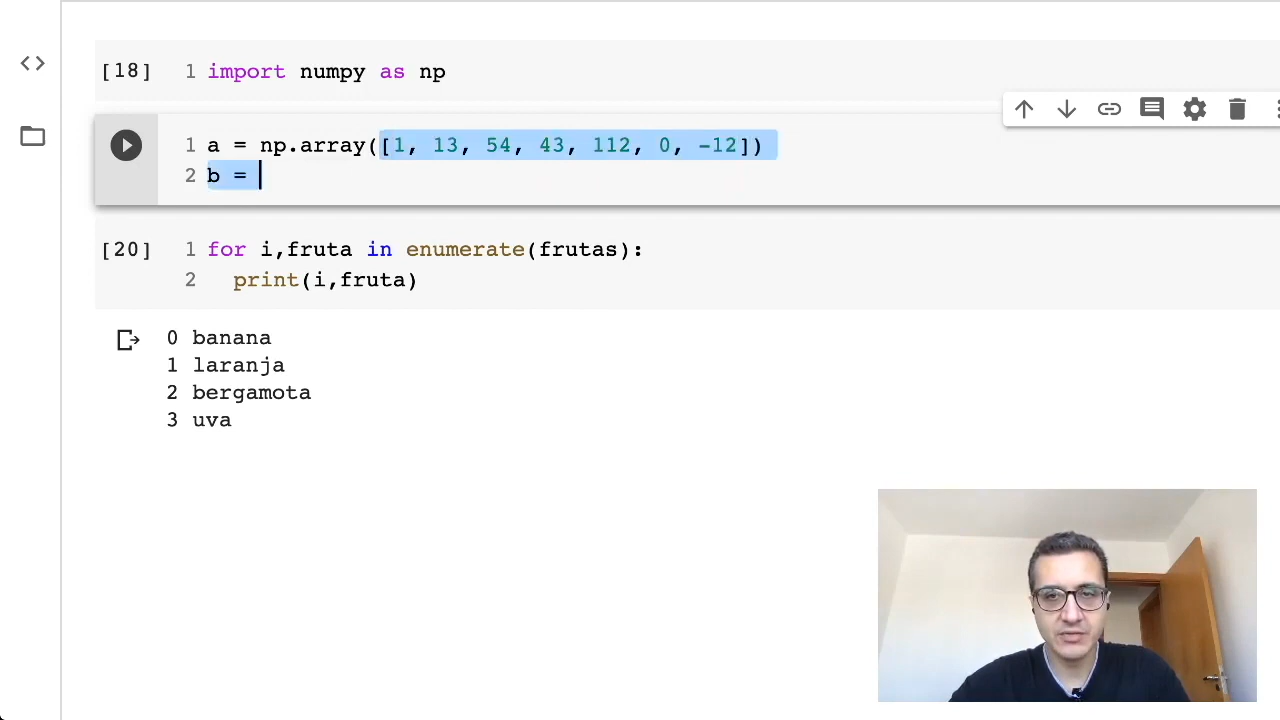 [18] 1 import numpy as np
1 a = np.array([1, 13, 54, 43, 112, 0, -12])
2 b =
[20] 1 for i,fruta in enumerate(frutas):
2 print(i,fruta)
0 banana
1 laranja
2 bergamota
3 uva